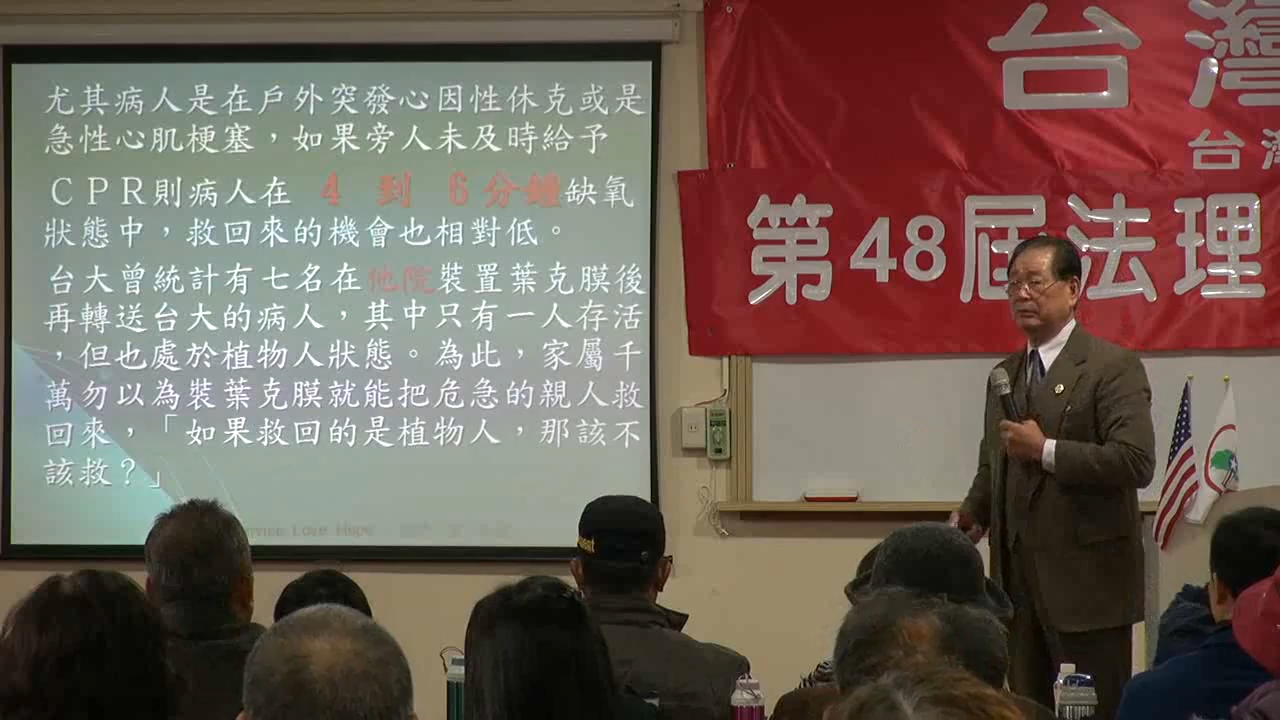 尤其病人是在戶外突發心因性休克或是
急性心肌梗塞，如果旁人未及時給予
ＣＰＲ則病人在 4 到 6分鐘缺氧
狀態中，救回來的機會也相對低。
台大曾統計有七名在他院裝置葉克膜後
再轉送台大的病人，其中只有一人存活
，但也處於植物人狀態。為此，家屬千
萬勿以為裝葉克膜就能把危急的親人救
回來，「如果救回的是植物人，那該不
該救？」
Love Hope
台灣
台灣
第48屆法理